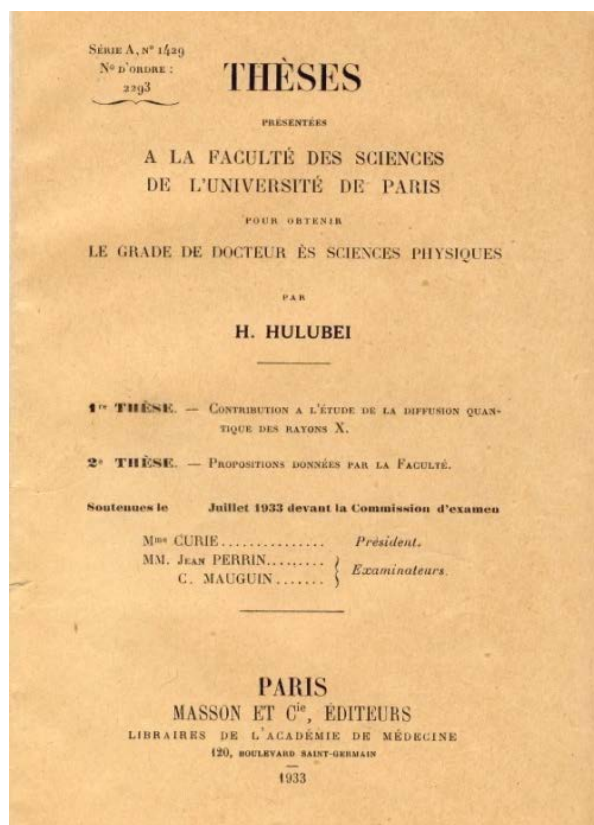 Série A, N° 1429
N° d'ordre :
2293
THÈSES
PRÉSENTÉES
A LA FACULTÉ DES SCIENCES
DE L'UNIVERSITÉ DE PARIS
POUR OBTENIR
LE GRADE DE DOCTEUR ÈS SCIENCES PHYSIQUES
PAR
H. HULUBEI
1re THÈSE. — Contribution a l'étude de la diffusion quan-
tique des rayons X.
2e THÈSE. — Propositions données par la Faculté.
Soutenues le Juillet 1933 devant la Commission d'examen
Mme CURIE.............. Président.
MM. Jean PERRIN......... } Examinateurs.
C. MAUGUIN....... }
PARIS
MASSON ET Cie, ÉDITEURS
LIBRAIRES DE L'ACADÉMIE DE MÉDECINE
120, BOULEVARD SAINT-GERMAIN
1933